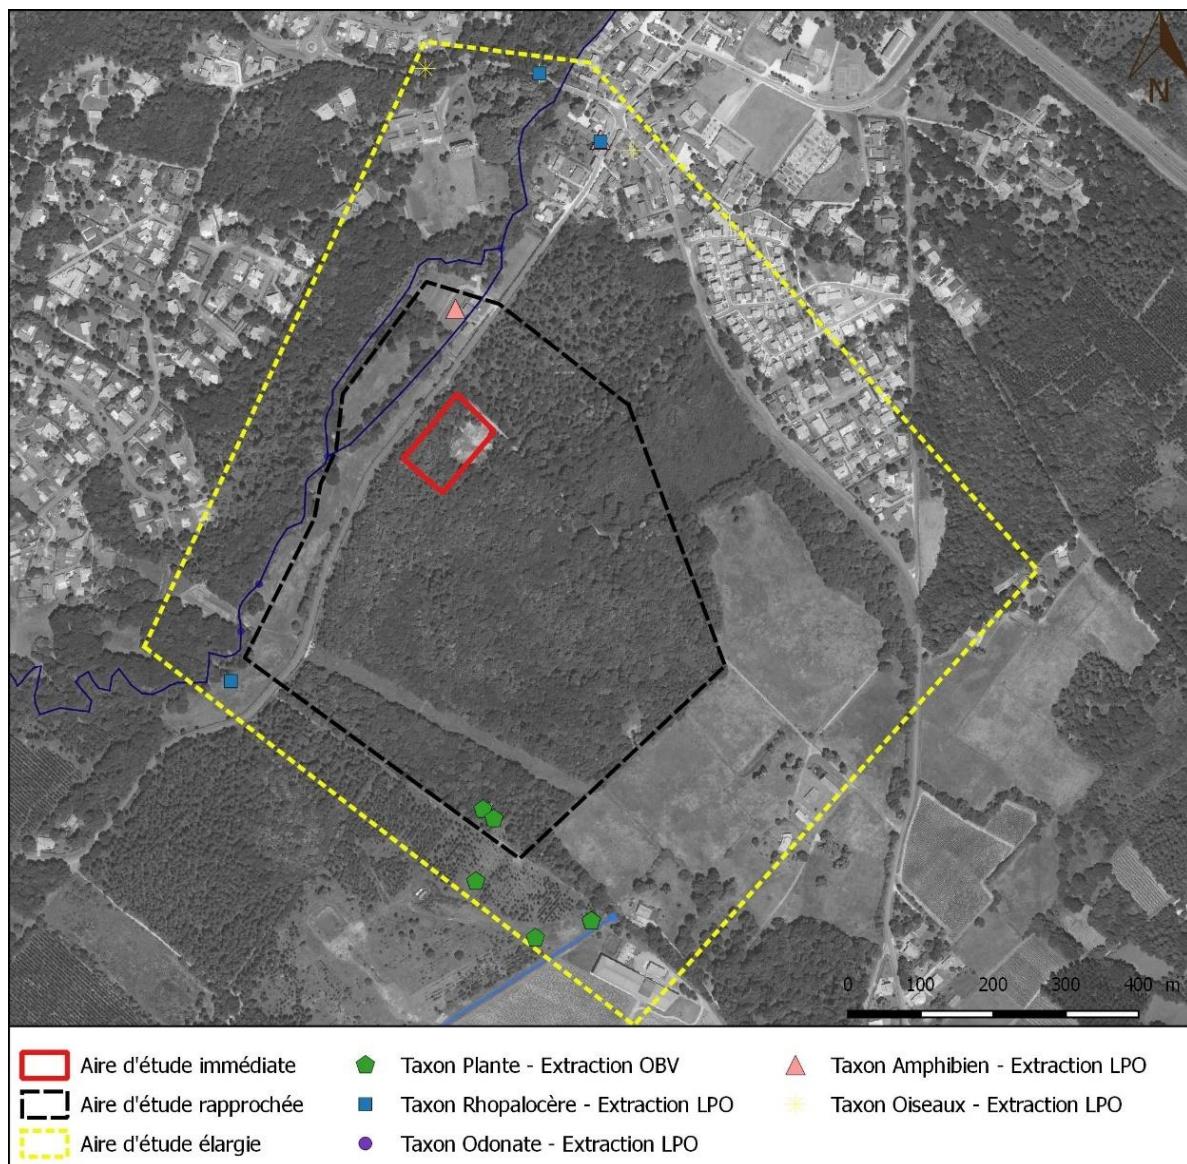 N
0 100 200 300 400 m
Aire d'étude immédiate
Aire d'étude rapprochée
Aire d'étude élargie
Taxon Plante - Extraction OBV
Taxon Rhopalocère - Extraction LPO
Taxon Odonate - Extraction LPO
Taxon Amphibien - Extraction LPO
Taxon Oiseaux - Extraction LPO